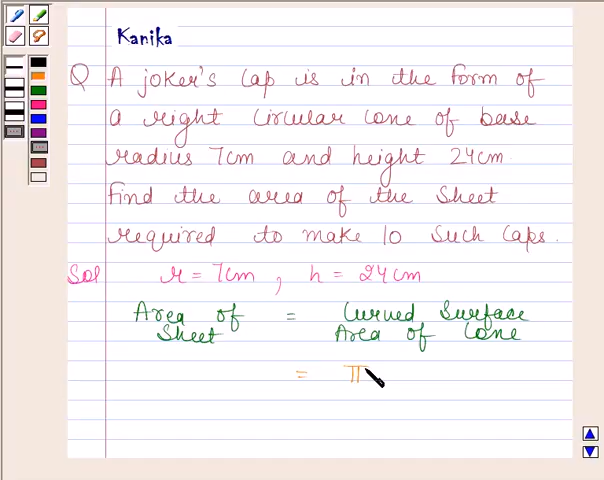 Kanika
Q A joker's cap is in the form of
a right circular cone of base
radius 7cm and height 24cm.
Find the area of the Sheet
required to make 10 such caps.
Sol r = 7cm , h = 24cm
Area of Sheet = Curved Surface Area of Cone
= π